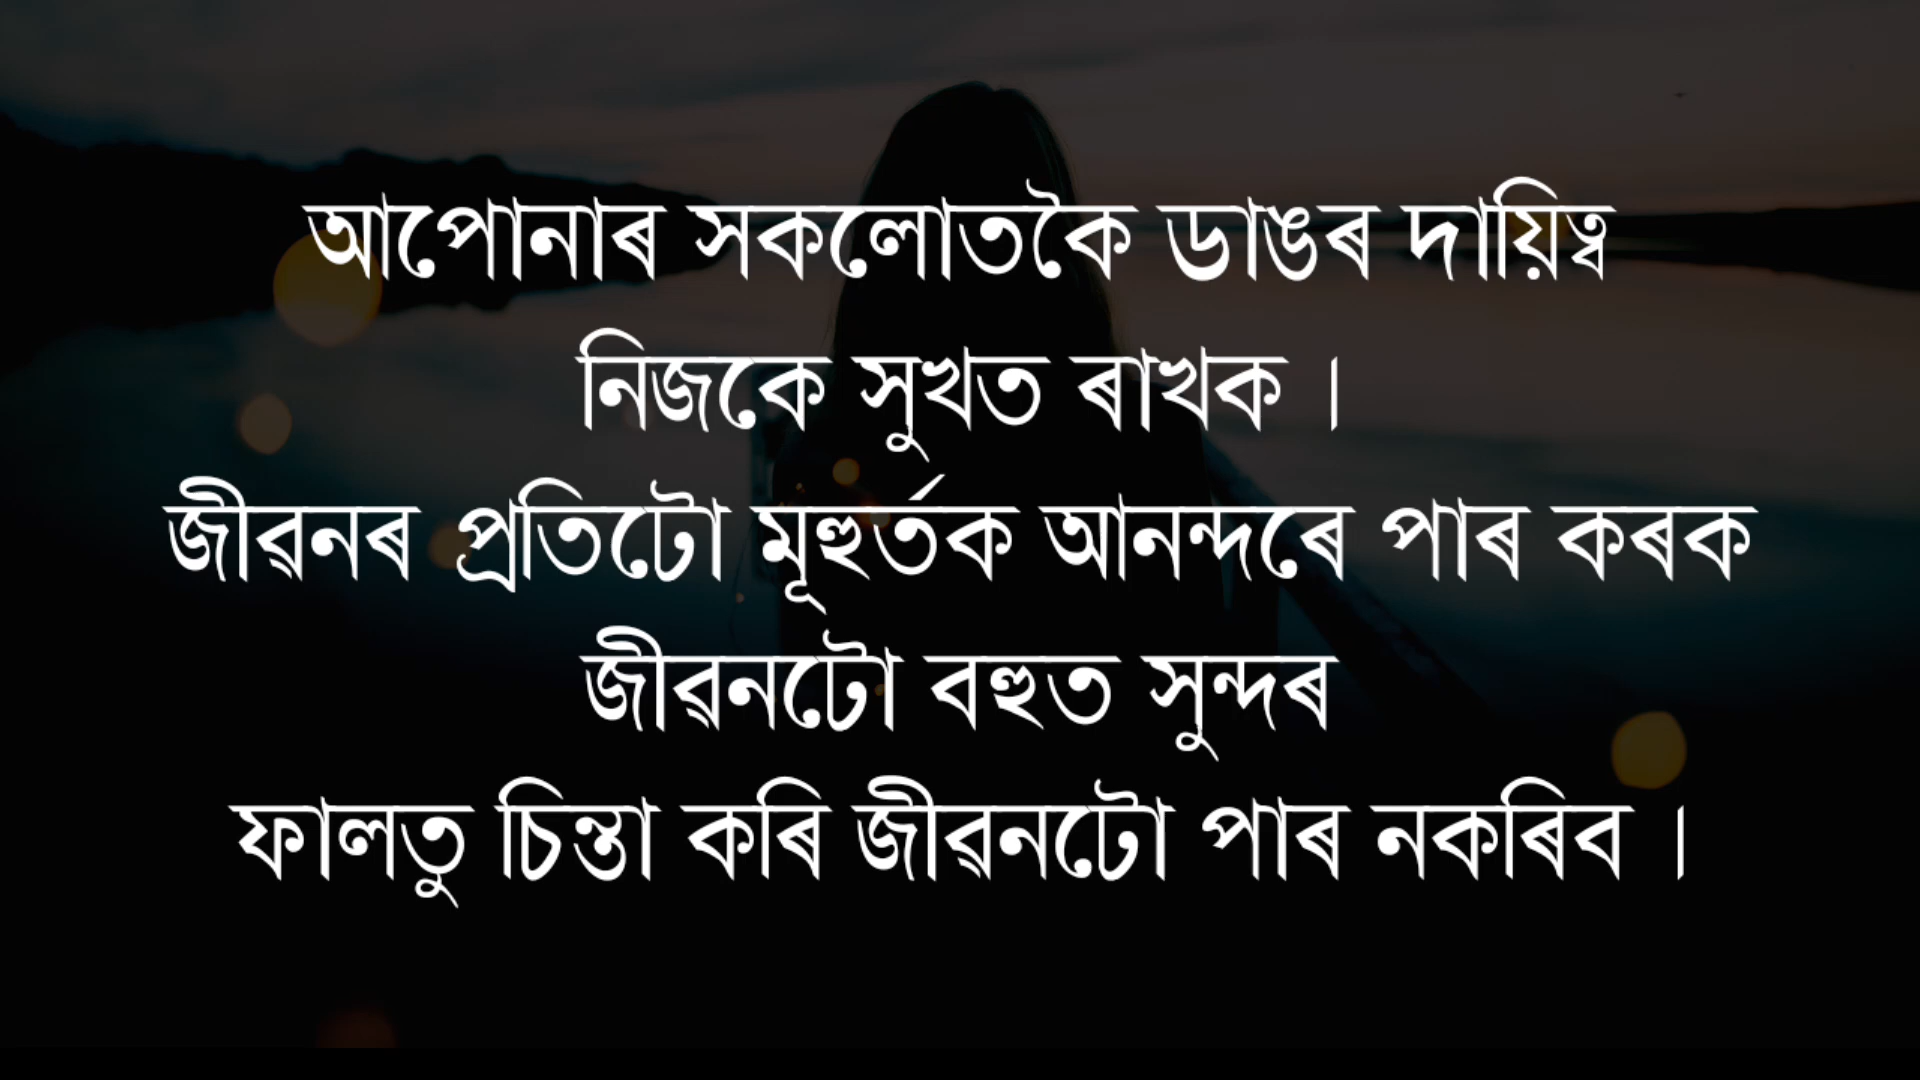 আপোনাৰ সকলোতকৈ ডাঙৰ দায়িত্ব
নিজকে সুখত ৰাখক ।
জীৱনৰ প্ৰতিটো মূহুৰ্তক আনন্দৰে পাৰ কৰক
জীৱনটো বহুত সুন্দৰ
ফালতু চিন্তা কৰি জীৱনটো পাৰ নকৰিব ।